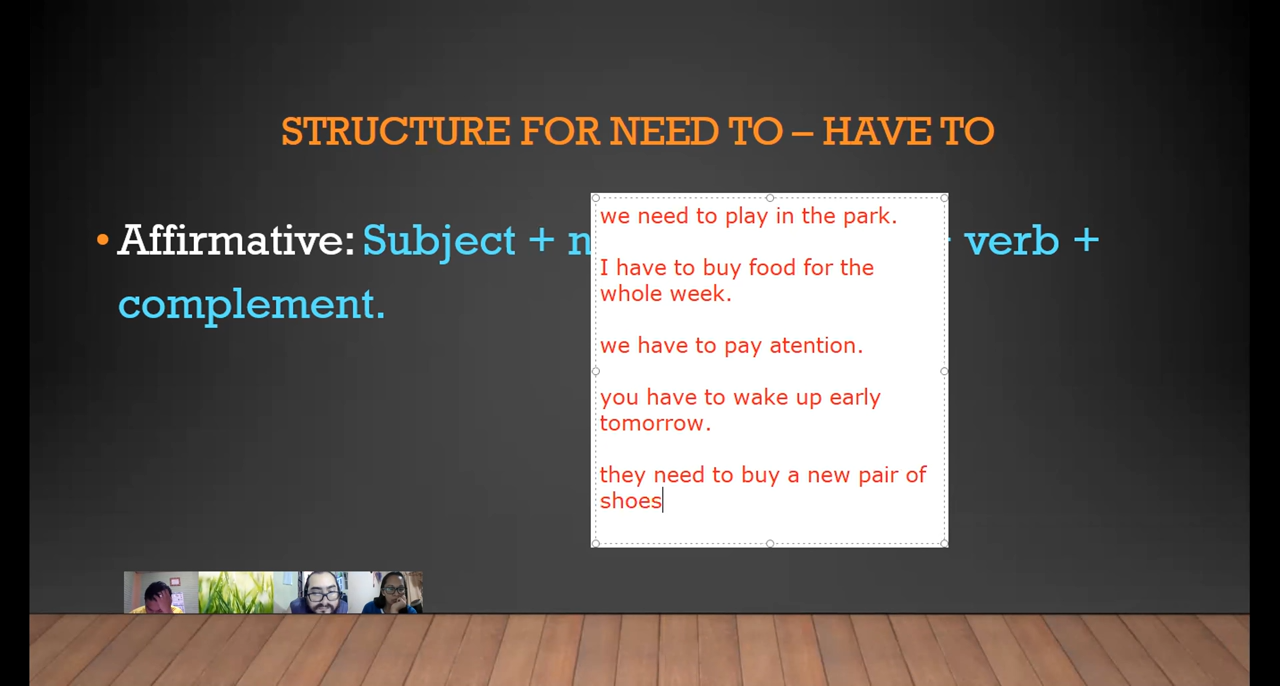 STRUCTURE FOR NEED TO – HAVE TO
• Affirmative: Subject + n verb +
complement.
we need to play in the park.
I have to buy food for the
whole week.
we have to pay atention.
you have to wake up early
tomorrow.
they need to buy a new pair of
shoes